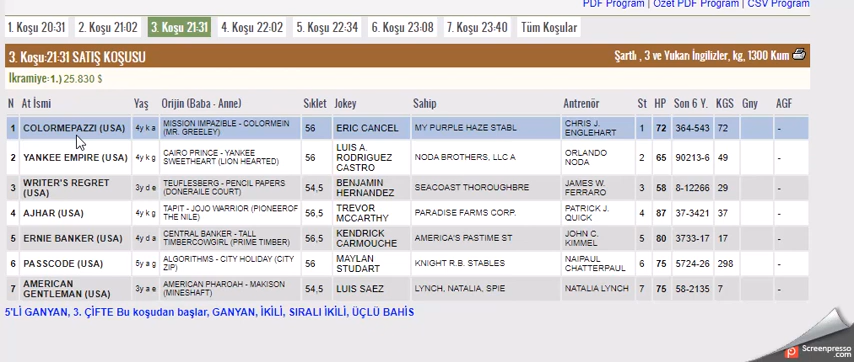 PDF Program | Özet PDF Program | CSV Program
1. Koşu 20:31 2. Koşu 21:02 3. Koşu 21:31 4. Koşu 22:02 5. Koşu 22:34 6. Koşu 23:08 7. Koşu 23:40 Tüm Koşular
3. Koşu:21:31 SATIŞ KOŞUSU Şartlı , 3 ve Yukarı İngilizler, kg, 1300 Kum
İkramiye:1.) 25.830 $
N At İsmi Yaş Orijin (Baba - Anne) Sıklet Jokey Sahip Antrenör St HP Son 6 Y. KGS Gny AGF
1 COLORMEPAZZI (USA) 4y k a MISSION IMPAZIBLE - COLORMEIN (MR. GREELEY) 56 ERIC CANCEL MY PURPLE HAZE STABL CHRIS J. ENGLEHART 1 72 364-543 72 -
2 YANKEE EMPIRE (USA) 4y k g CAIRO PRINCE - YANKEE SWEETHEART (LION HEARTED) 56 LUIS A. RODRIGUEZ CASTRO NODA BROTHERS, LLC A ORLANDO NODA 2 65 90213-6 49 -
3 WRITER'S REGRET (USA) 3y d e TEUFLESBERG - PENCIL PAPERS (DONERAILE COURT) 54,5 BENJAMIN HERNANDEZ SEACOAST THOROUGHBRE JAMES W. FERRARO 3 58 8-12266 29 -
4 AJHAR (USA) 4y k g TAPIT - JOJO WARRIOR (PIONEEROF THE NILE) 56,5 TREVOR MCCARTHY PARADISE FARMS CORP. PATRICK J. QUICK 4 87 37-3421 37 -
5 ERNIE BANKER (USA) 4y d a CENTRAL BANKER - TALL TIMBERCOWGIRL (PRIME TIMBER) 56,5 KENDRICK CARMOUCHE AMERICA'S PASTIME ST JOHN C. KIMMEL 5 80 3733-17 17 -
6 PASSCODE (USA) 5y a g ALGORITHMS - CITY HOLIDAY (CITY ZIP) 56 MAYLAN STUDART KNIGHT R.B. STABLES NAIPAUL CHATTERPAUL 6 75 5724-26 298 -
7 AMERICAN GENTLEMAN (USA) 3y a e AMERICAN PHAROAH - MAKISON (MINESHAFT) 54,5 LUIS SAEZ LYNCH, NATALIA, SPIE NATALIA LYNCH 7 75 58-2135 7 -
5'Lİ GANYAN, 3. ÇİFTE Bu koşudan başlar, GANYAN, İKİLİ, SIRALI İKİLİ, ÜÇLÜ BAHİS
Screenpresso
.com